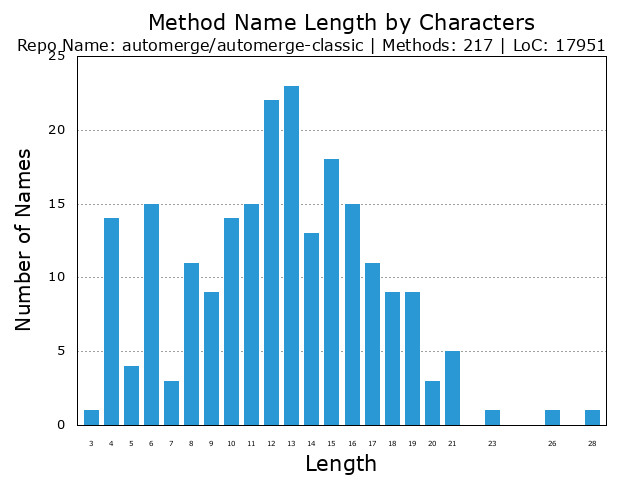 Method Name Length by Characters
Repo Name: automerge/automerge-classic | Methods: 217 | LoC: 17951
25
20
15
10
5
0
Number of Names
3 4 5 6 7 8 9 10 11 12 13 14 15 16 17 18 19 20 21 23 26 28
Length